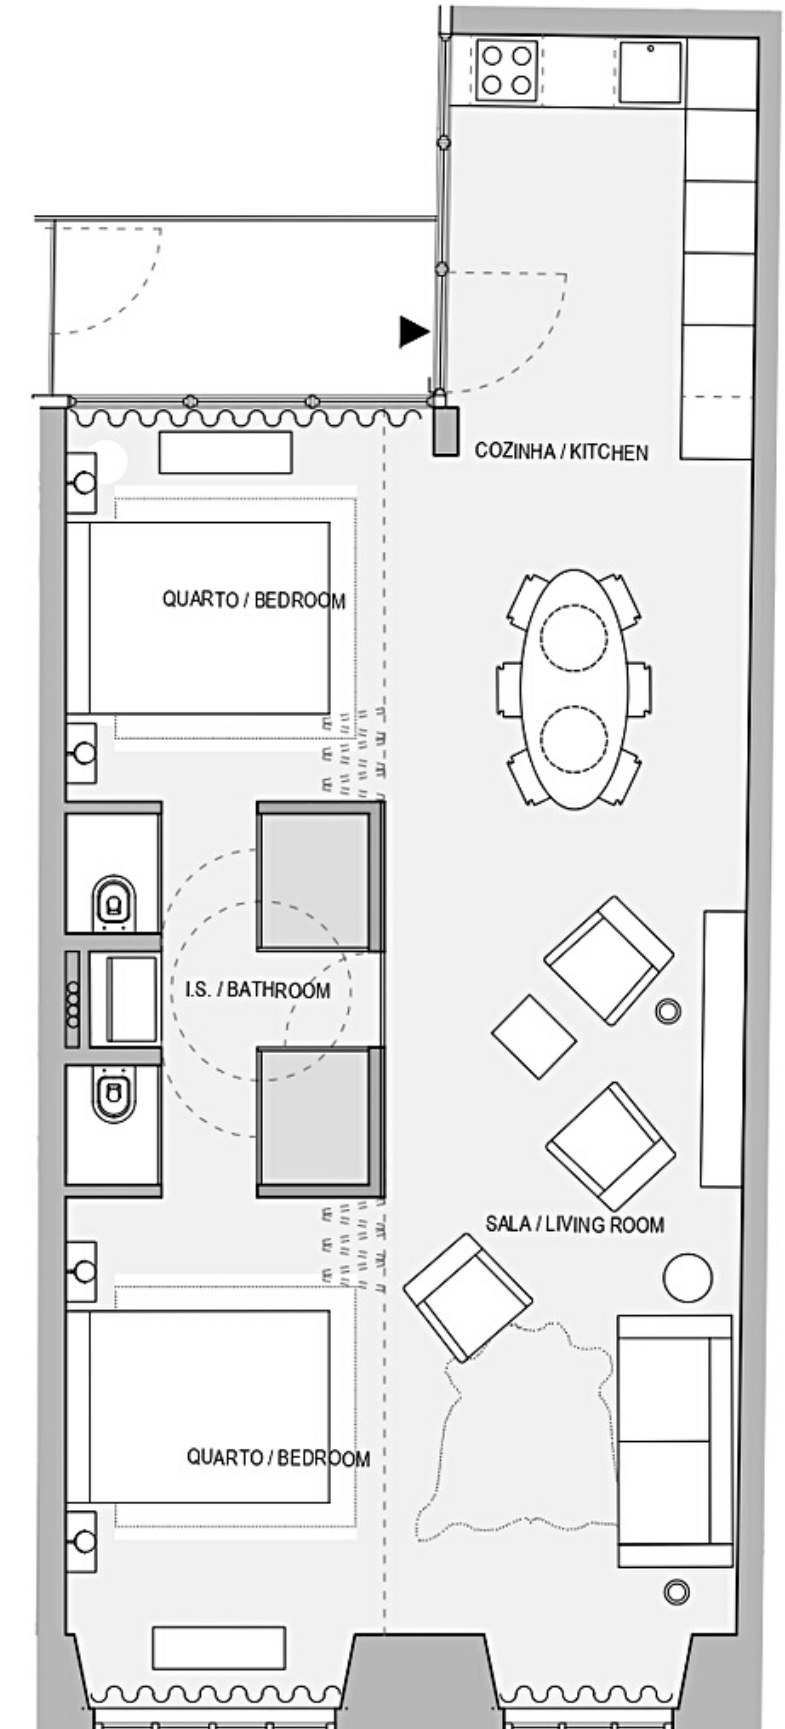 COZINHA / KITCHEN
QUARTO / BEDROOM
I.S. / BATHROOM
SALA / LIVING ROOM
QUARTO / BEDROOM